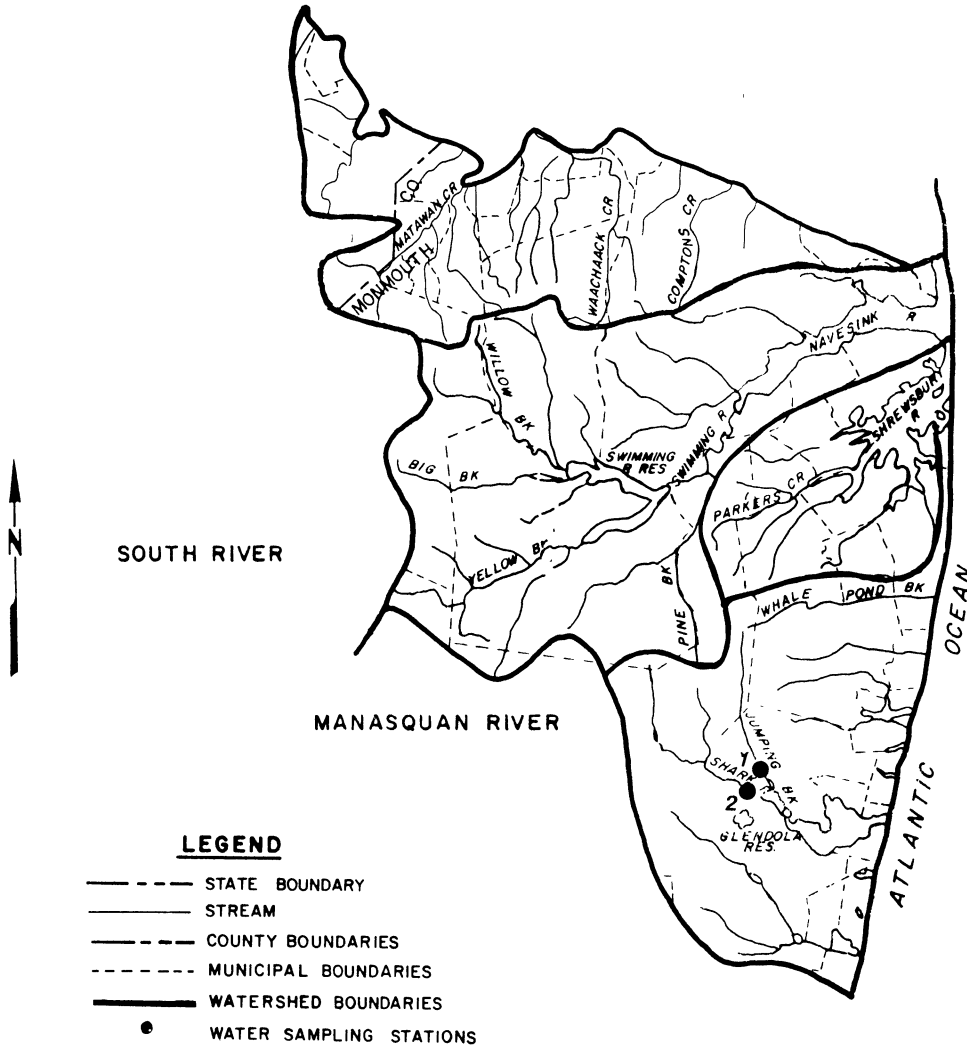 CO.
MATAWAN CR
MONMOUTH
WAACHAACK CR
COMPTONS CR
NAVESINK R
WILLOW BK
SHREWSBURY R
SWIMMING R RES
SWIMMING R
BIG BK
PARKERS CR
N
SOUTH RIVER
YELLOW BK
PINE BK
WHALE POND BK
OCEAN
ATLANTIC
MANASQUAN RIVER
JUMPING BK
1
SHARK R
2
GLENDOLA
RES.
LEGEND
STATE BOUNDARY
STREAM
COUNTY BOUNDARIES
MUNICIPAL BOUNDARIES
WATERSHED BOUNDARIES
WATER SAMPLING STATIONS